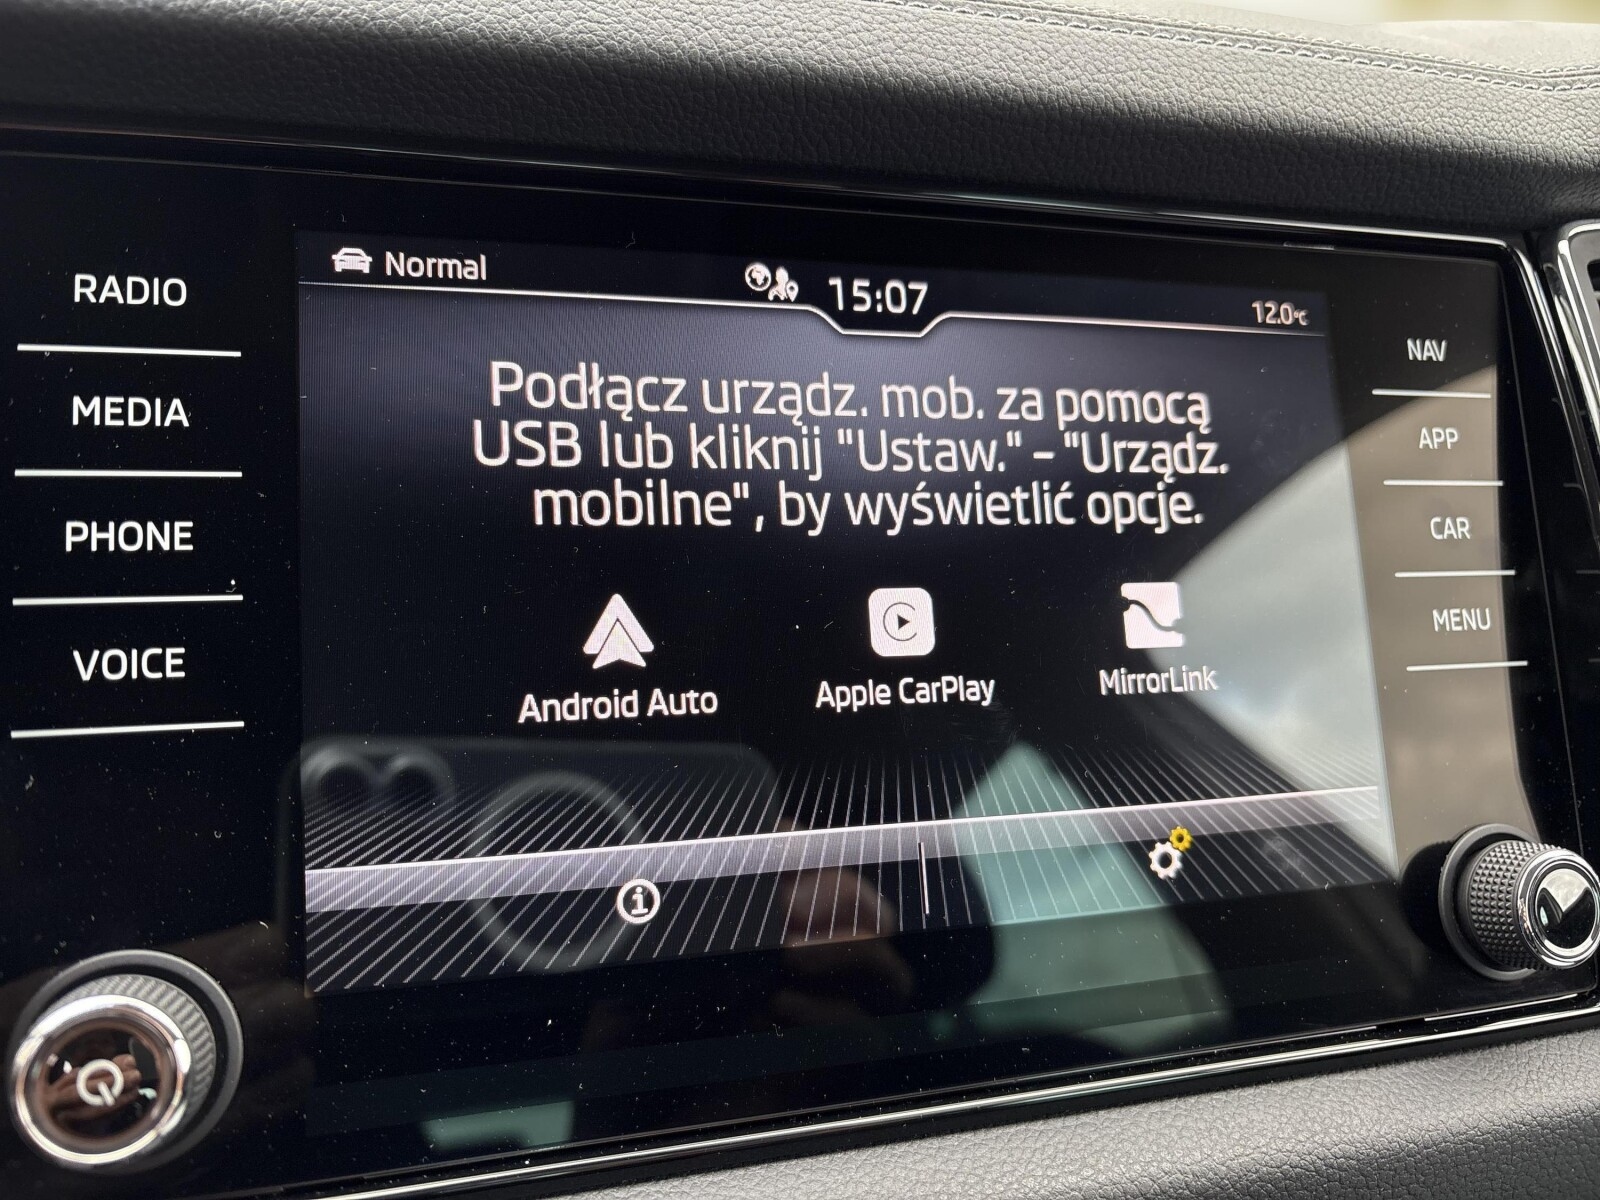 RADIO
MEDIA
PHONE
VOICE
Normal
15:07
12.0°C
Podłącz urządz. mob. za pomocą
USB lub kliknij "Ustaw." - "Urządz.
mobilne", by wyświetlić opcje.
Android Auto
Apple CarPlay
MirrorLink
NAV
APP
CAR
MENU